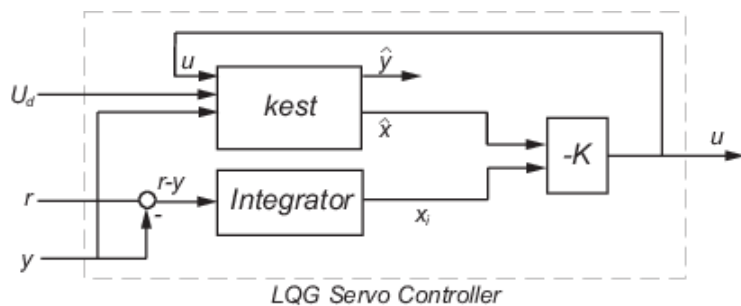 u
ŷ
U_d
kest
x̂
-K
u
r
r-y
-
Integrator
x_i
y
LQG Servo Controller